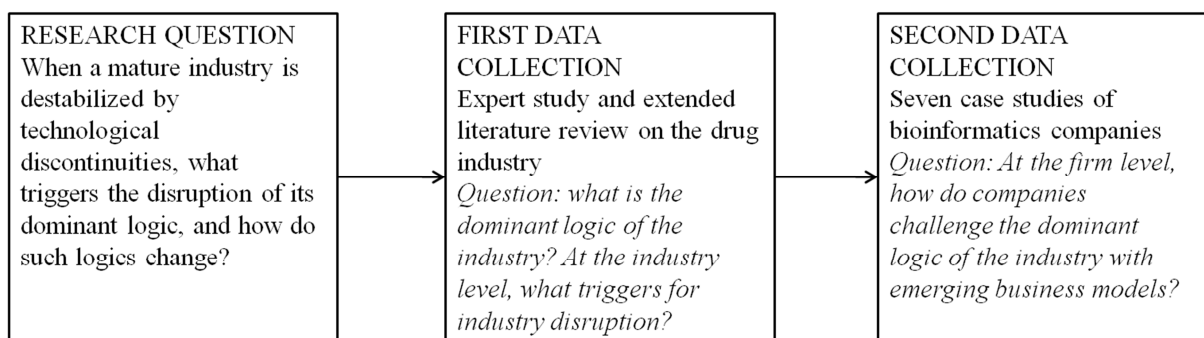 RESEARCH QUESTION
When a mature industry is
destabilized by
technological
discontinuities, what
triggers the disruption of its
dominant logic, and how do
such logics change?
FIRST DATA
COLLECTION
Expert study and extended
literature review on the drug
industry
Question: what is the
dominant logic of the
industry? At the industry
level, what triggers for
industry disruption?
SECOND DATA
COLLECTION
Seven case studies of
bioinformatics companies
Question: At the firm level,
how do companies
challenge the dominant
logic of the industry with
emerging business models?